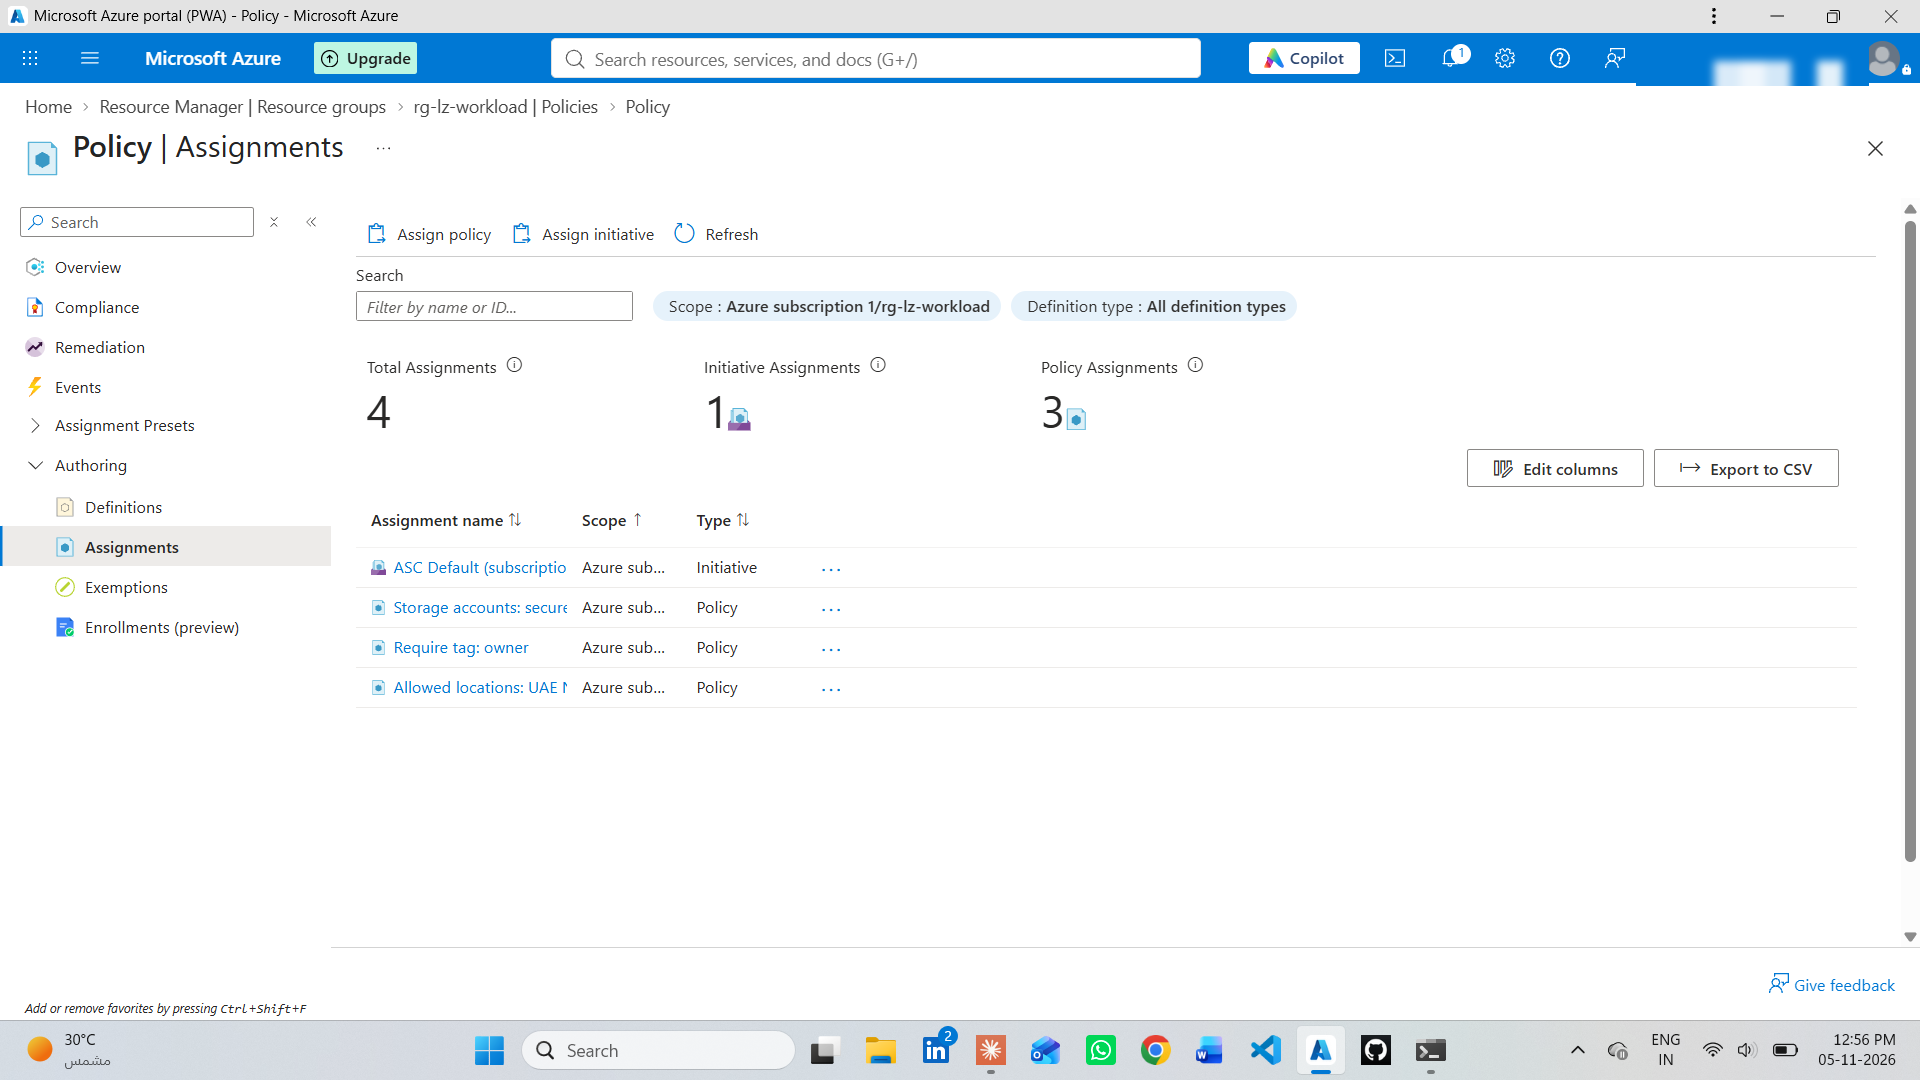 Microsoft Azure portal (PWA) - Policy - Microsoft Azure
Microsoft Azure
Upgrade
Search resources, services, and docs (G+/)
Copilot
1
Home > Resource Manager | Resource groups > rg-lz-workload | Policies > Policy
Policy | Assignments
...
Search
Overview
Compliance
Remediation
Events
Assignment Presets
Authoring
Definitions
Assignments
Exemptions
Enrollments (preview)
Add or remove favorites by pressing Ctrl+Shift+F
Assign policy
Assign initiative
Refresh
Search
Filter by name or ID...
Scope : Azure subscription 1/rg-lz-workload
Definition type : All definition types
Total Assignments
4
Initiative Assignments
1
Policy Assignments
3
Edit columns
Export to CSV
Assignment name Scope Type
ASC Default (subscriptio Azure sub... Initiative ...
Storage accounts: secure Azure sub... Policy ...
Require tag: owner Azure sub... Policy ...
Allowed locations: UAE N Azure sub... Policy ...
Give feedback
30°C
مشمس
Search
2
ENG
IN
12:56 PM
05-11-2026